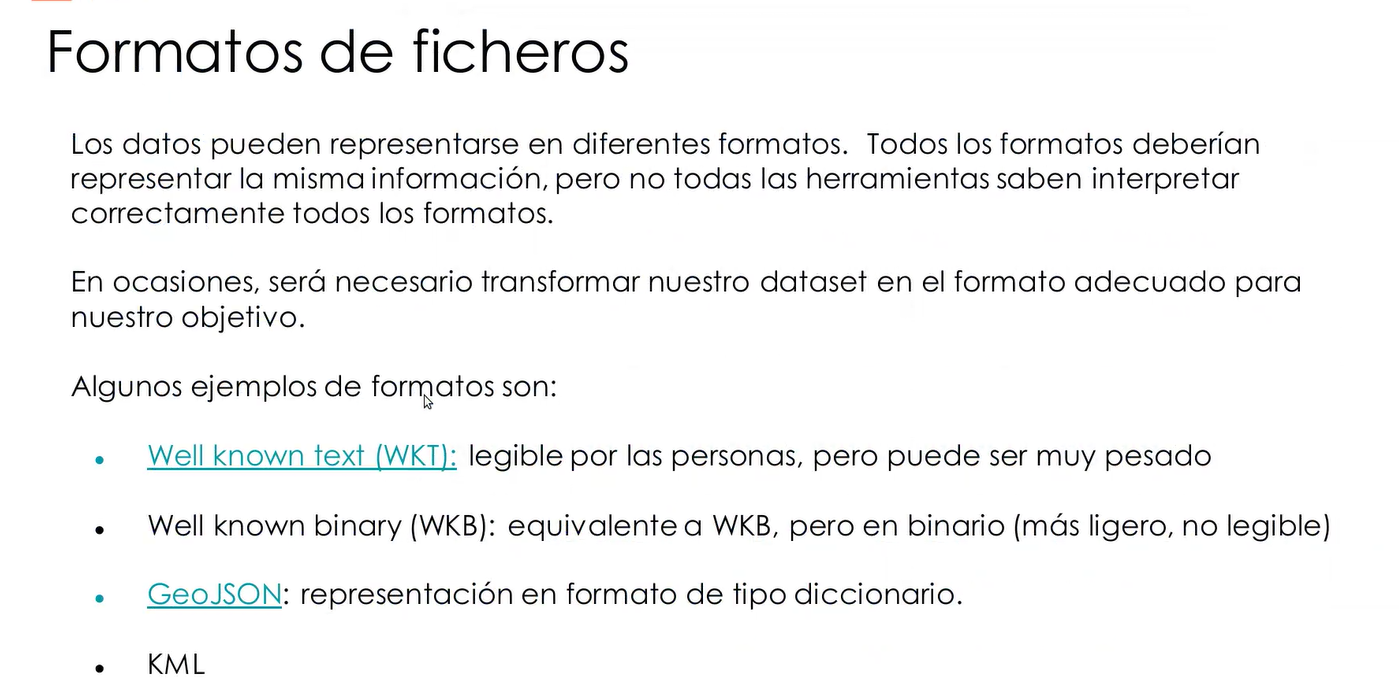 Formatos de ficheros
Los datos pueden representarse en diferentes formatos.  Todos los formatos deberían
representar la misma información, pero no todas las herramientas saben interpretar
correctamente todos los formatos.
En ocasiones, será necesario transformar nuestro dataset en el formato adecuado para
nuestro objetivo.
Algunos ejemplos de formatos son:
• Well known text (WKT): legible por las personas, pero puede ser muy pesado
• Well known binary (WKB): equivalente a WKB, pero en binario (más ligero, no legible)
• GeoJSON: representación en formato de tipo diccionario.
• KML